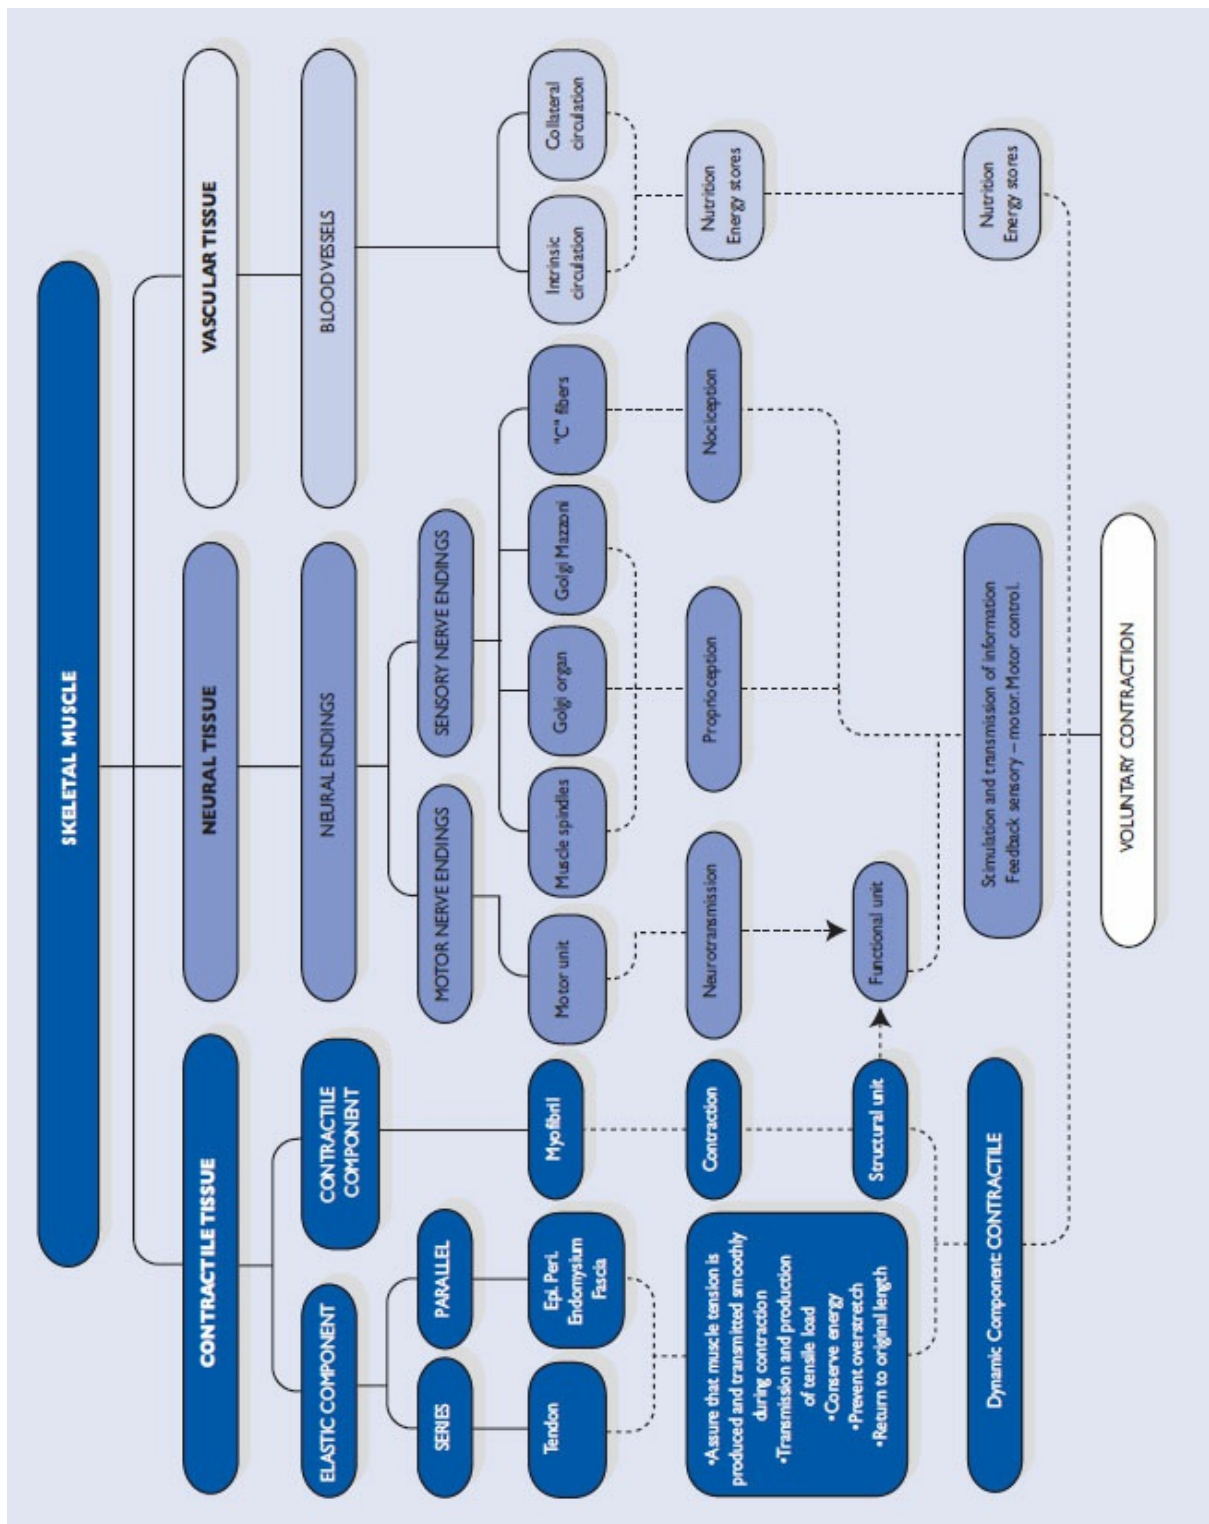 SKELETAL MUSCLE
CONTRACTILE TISSUE
NEURAL TISSUE
VASCULAR TISSUE
ELASTIC COMPONENT
CONTRACTILE
COMPONENT
NEURAL ENDINGS
BLOOD VESSELS
SERIES
PARALLEL
MOTOR NERVE ENDINGS
SENSORY NERVE ENDINGS
Tendon
Epi. Peri.
Endomysium
Fascia
Myofibril
Motor unit
Muscle spindles
Golgi organ
Golgi Mazzoni
"C" fibers
Intrinsic
circulation
Collateral
circulation
•Assure that muscle tension is
produced and transmitted smoothly
during contraction
•Transmission and production
of tensile load
•Conserve energy
•Prevent overstretch
•Return to original length
Contraction
Neurotransmission
Proprioception
Nociception
Nutrition
Energy stores
Structural unit
Functional unit
Dynamic Component: CONTRACTILE
Stimulation and transmission of information
Feedback sensory – motor. Motor control.
Nutrition
Energy stores
VOLUNTARY CONTRACTION